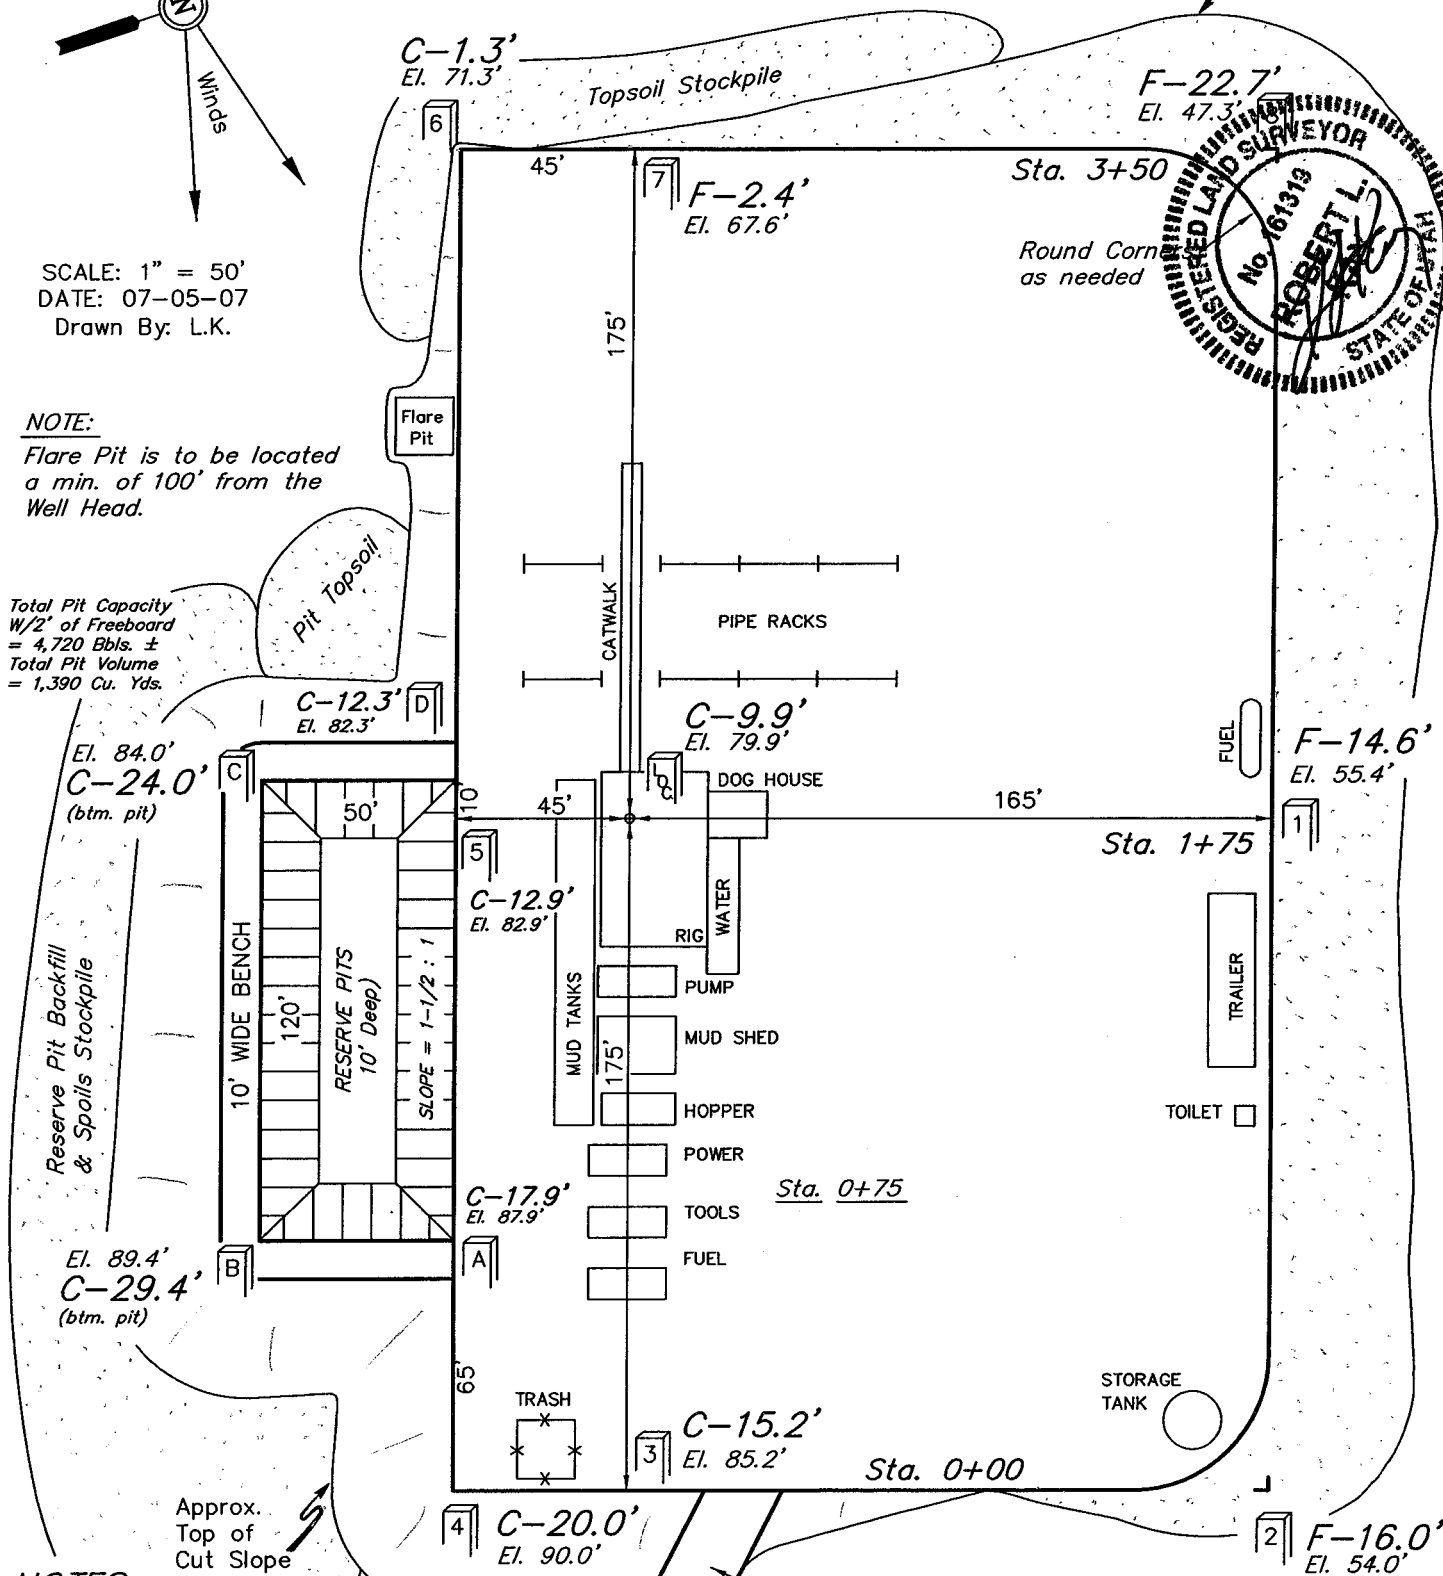 N
Winds
C-1.3'
El. 71.3'
6
Topsoil Stockpile
F-22.7'
El. 47.3'
8
45'
7
F-2.4'
El. 67.6'
Sta. 3+50
Round Corners
as needed
REGISTERED LAND SURVEYOR
No. 161319
ROBERT L.
STATE OF UTAH
SCALE: 1" = 50'
DATE: 07-05-07
Drawn By: L.K.
175'
Flare
Pit
NOTE:
Flare Pit is to be located
a min. of 100' from the
Well Head.
Pit Topsoil
Total Pit Capacity
W/2' of Freeboard
= 4,720 Bbls. ±
Total Pit Volume
= 1,390 Cu. Yds.
CATWALK
PIPE RACKS
C-12.3'
El. 82.3'
D
C-9.9'
El. 79.9'
LOC.
DOG HOUSE
FUEL
F-14.6'
El. 55.4'
El. 84.0'
C-24.0'
(btm. pit)
C
50'
10'
45'
165'
Sta. 1+75
1
5
C-12.9'
El. 82.9'
RIG
WATER
MUD TANKS
PUMP
MUD SHED
175'
HOPPER
POWER
TOOLS
FUEL
TRAILER
TOILET
Sta. 0+75
Reserve Pit Backfill
& Spoils Stockpile
10' WIDE BENCH
120'
RESERVE PITS
10' Deep)
SLOPE = 1-1/2 : 1
C-17.9'
El. 87.9'
A
El. 89.4'
C-29.4'
(btm. pit)
B
65'
TRASH
STORAGE
TANK
3
C-15.2'
El. 85.2'
Sta. 0+00
Approx.
Top of
Cut Slope
4
C-20.0'
El. 90.0'
2
F-16.0'
El. 54.0'